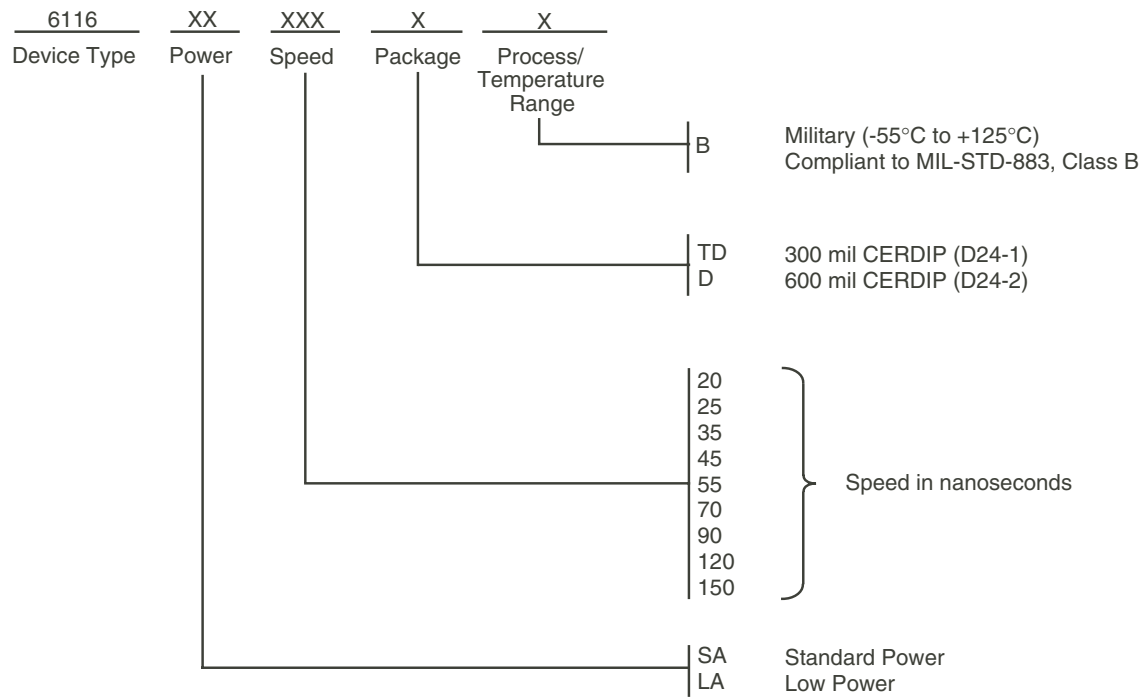 6116 XX XXX X X
Device Type Power Speed Package Process/
Temperature
Range
B Military (-55°C to +125°C)
Compliant to MIL-STD-883, Class B
TD 300 mil CERDIP (D24-1)
D 600 mil CERDIP (D24-2)
20
25
35
45
55
70
90
120
150
Speed in nanoseconds
SA Standard Power
LA Low Power